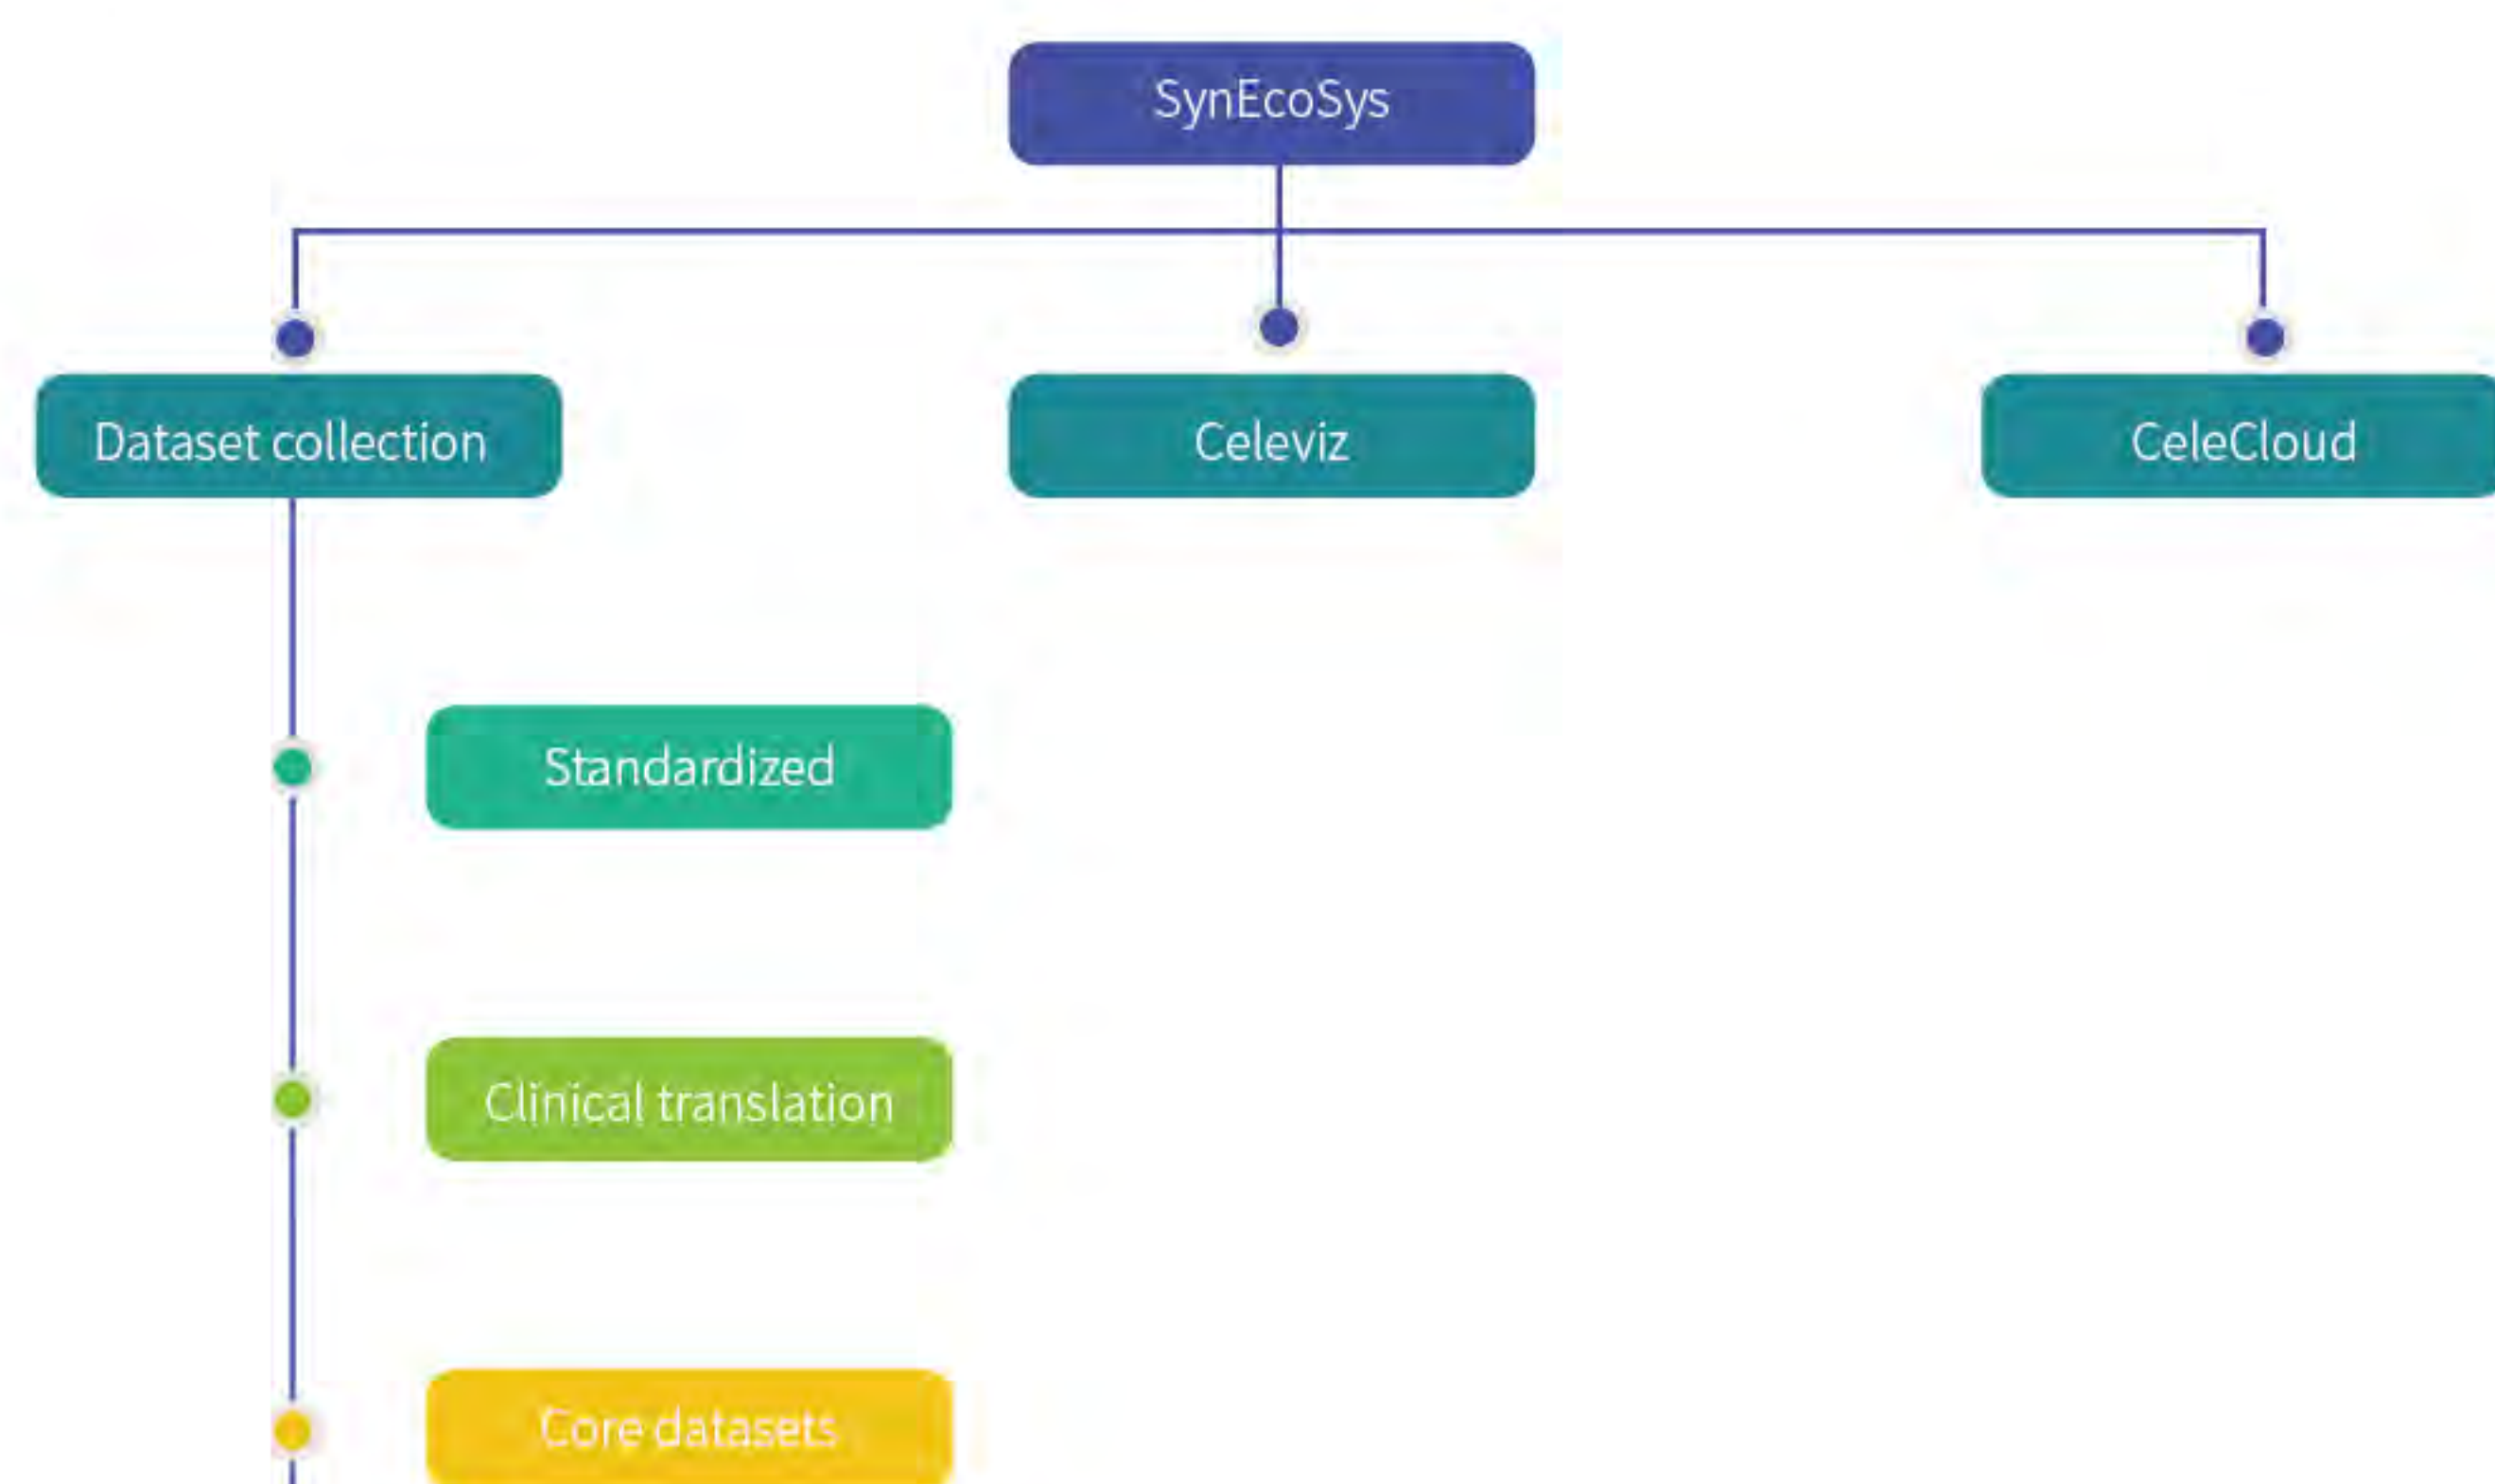 SynEcoSys
Dataset collection
Celeviz
CeleCloud
Standardized
Clinical translation
Core datasets